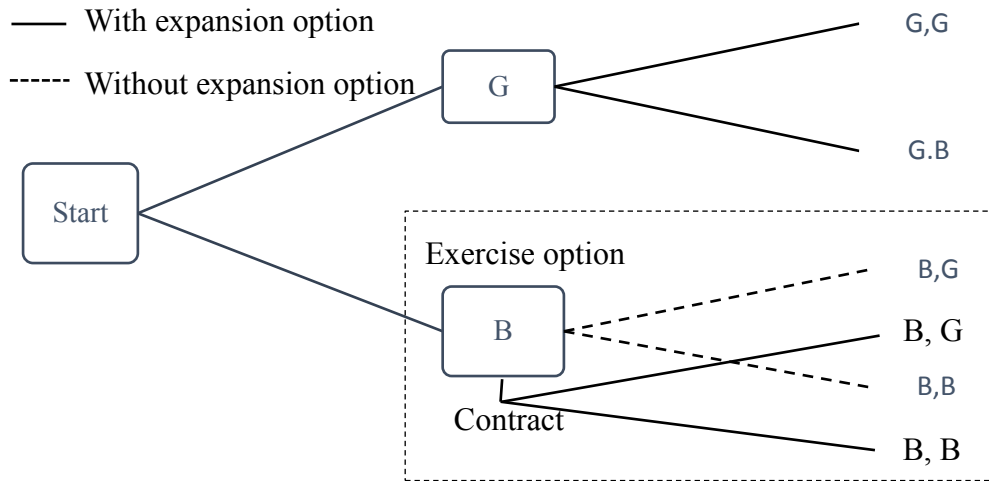 With expansion option
Without expansion option
G,G
G
G.B
Start
Exercise option
B,G
B
B, G
B,B
Contract
B, B